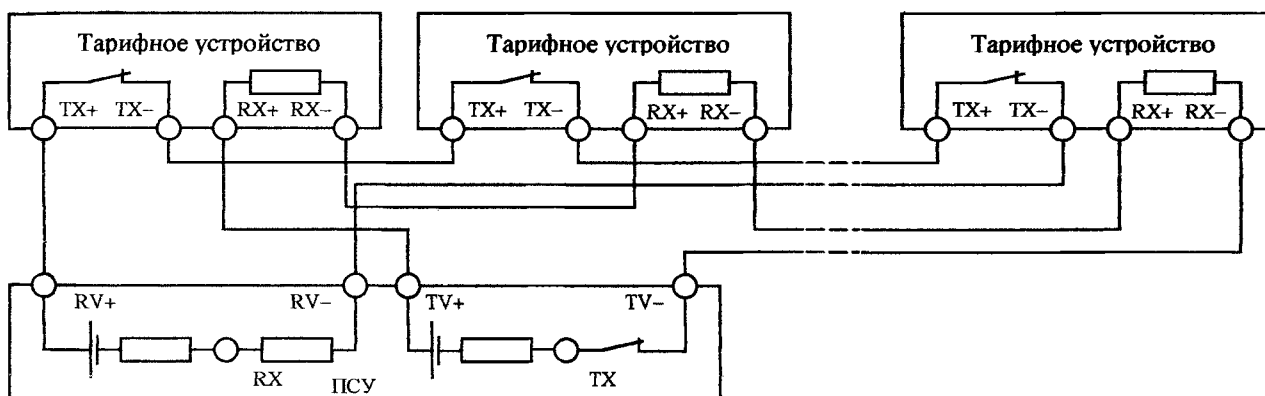 Тарифное устройство Тарифное устройство Тарифное устройство
TX+ TX– RX+ RX– TX+ TX– RX+ RX– TX+ TX– RX+ RX–
RV+ RV– TV+ TV–
RX ПСУ TX